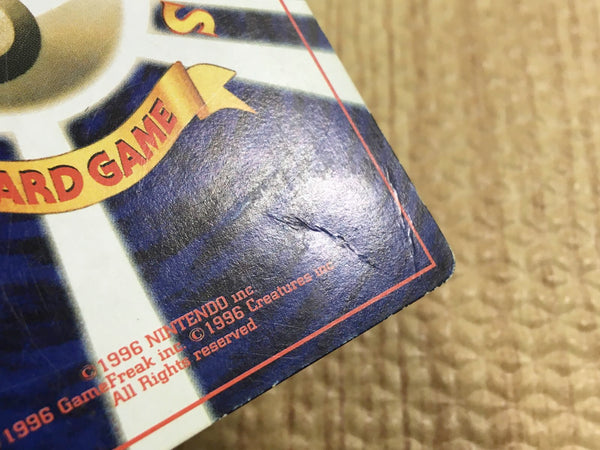 S
ARD GAME
©1996 NINTENDO inc
1996 GameFreak inc ©1996 Creatures inc
All Rights reserved